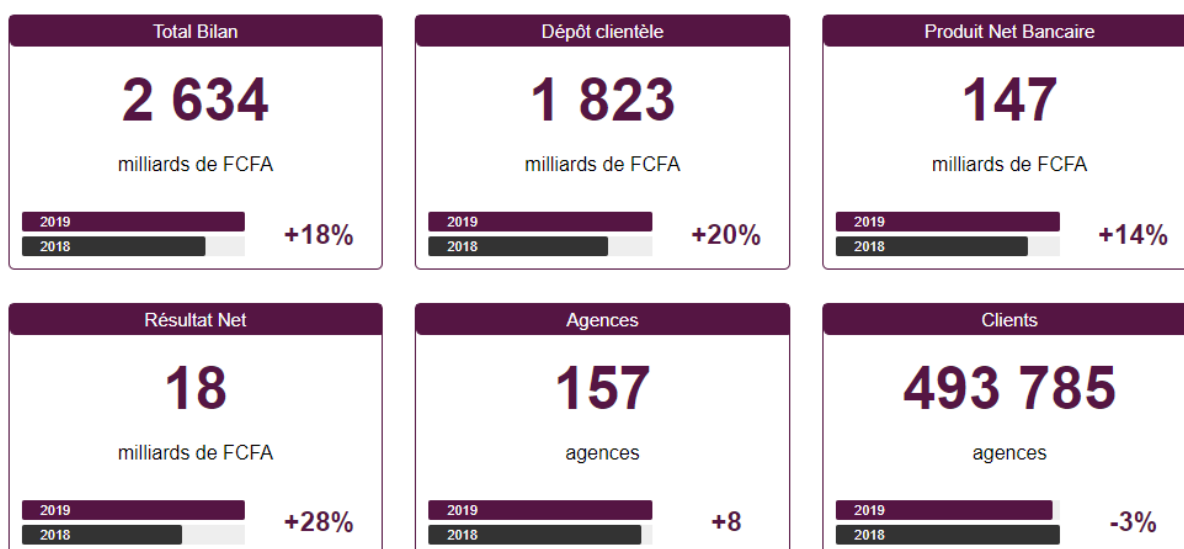 Total Bilan
2 634
milliards de FCFA
2019
2018
+18%
Dépôt clientèle
1 823
milliards de FCFA
2019
2018
+20%
Produit Net Bancaire
147
milliards de FCFA
2019
2018
+14%
Résultat Net
18
milliards de FCFA
2019
2018
+28%
Agences
157
agences
2019
2018
+8
Clients
493 785
agences
2019
2018
-3%